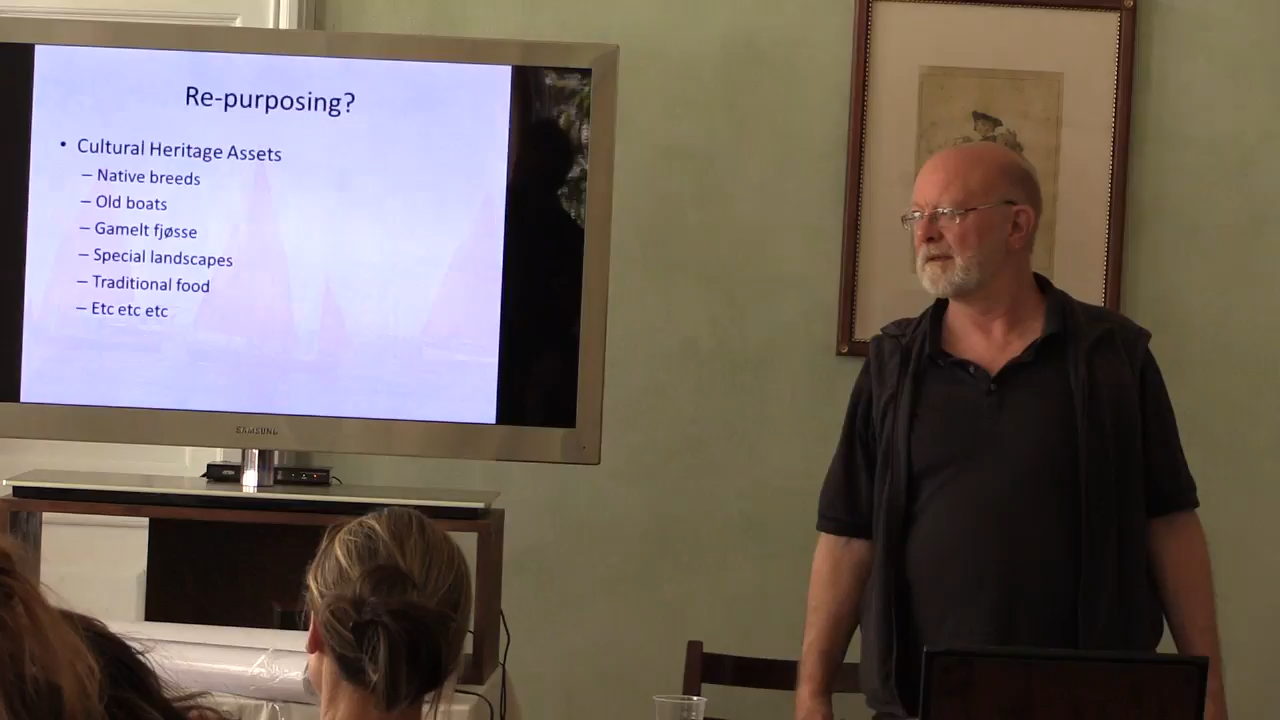 Re-purposing?
• Cultural Heritage Assets
– Native breeds
– Old boats
– Gamelt fjøsse
– Special landscapes
– Traditional food
– Etc etc etc
SAMSUNG